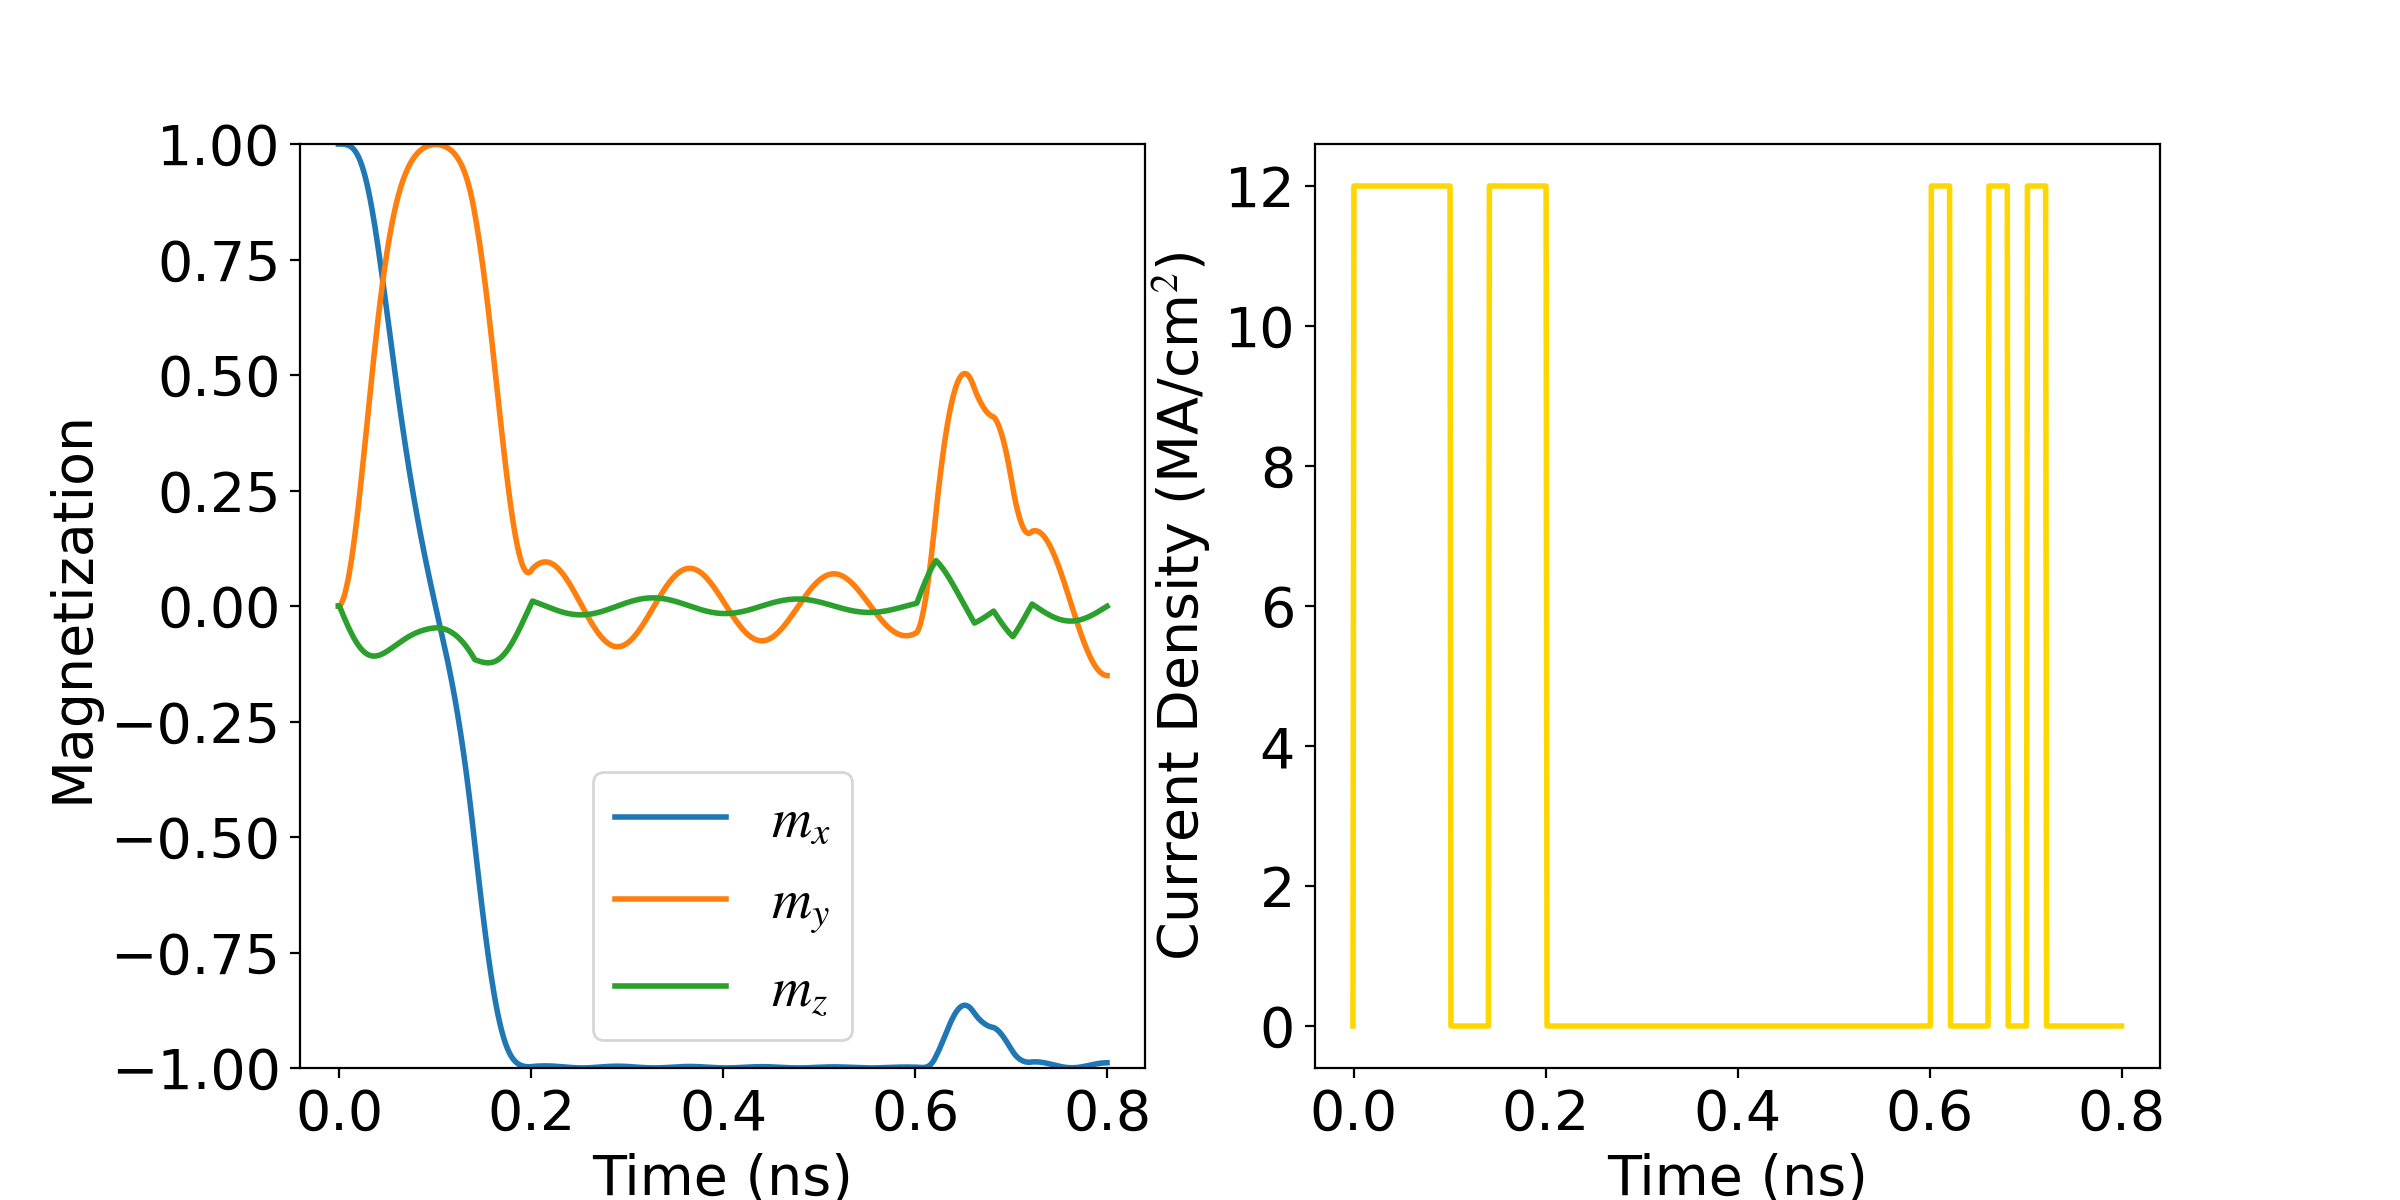 Magnetization
1.00
0.75
0.50
0.25
0.00
−0.25
−0.50
−0.75
−1.00
m_x
m_y
m_z
0.0 0.2 0.4 0.6 0.8
Time (ns)
Current Density (MA/cm²)
12
10
8
6
4
2
0
0.0 0.2 0.4 0.6 0.8
Time (ns)